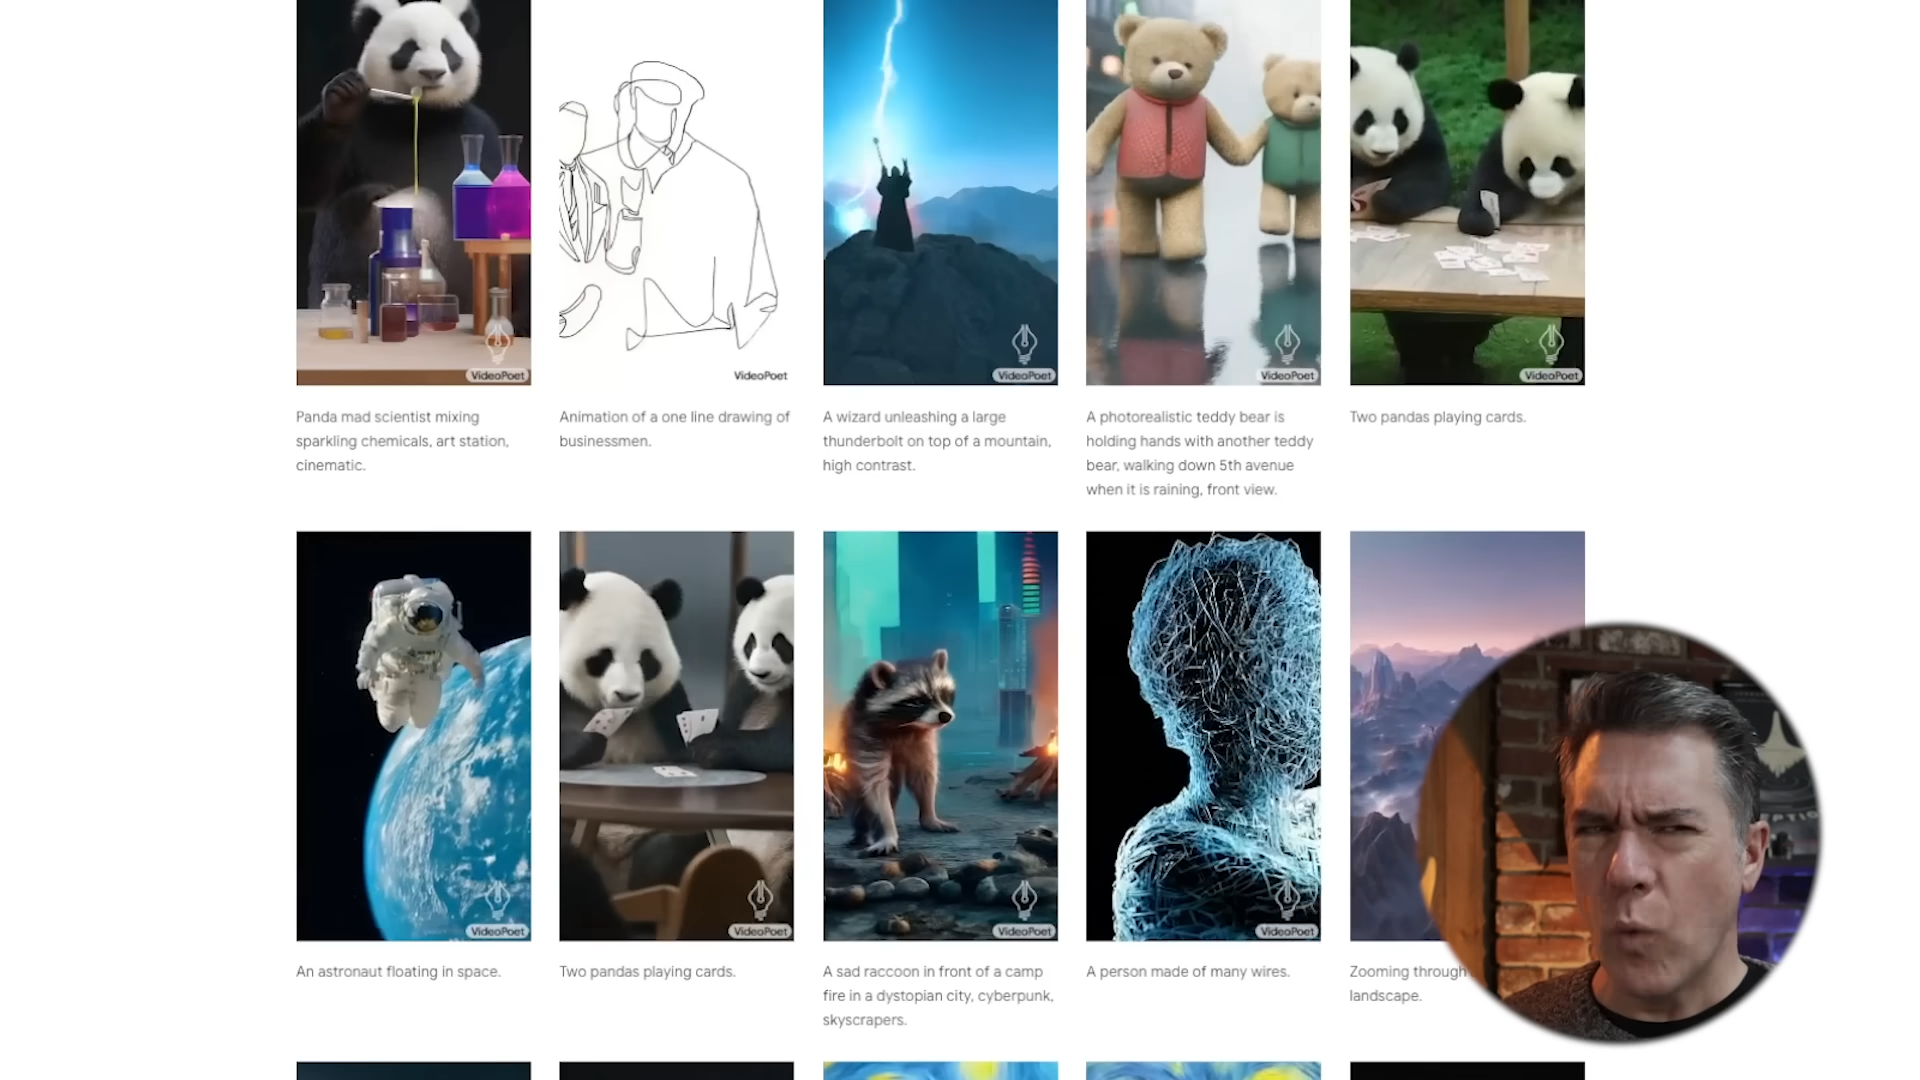 VideoPoet
VideoPoet
VideoPoet
VideoPoet
VideoPoet
Panda mad scientist mixing
sparkling chemicals, art station,
cinematic.
Animation of a one line drawing of
businessmen.
A wizard unleashing a large
thunderbolt on top of a mountain,
high contrast.
A photorealistic teddy bear is
holding hands with another teddy
bear, walking down 5th avenue
when it is raining, front view.
Two pandas playing cards.
VideoPoet
VideoPoet
VideoPoet
VideoPoet
An astronaut floating in space.
Two pandas playing cards.
A sad raccoon in front of a camp
fire in a dystopian city, cyberpunk,
skyscrapers.
A person made of many wires.
Zooming through
landscape.